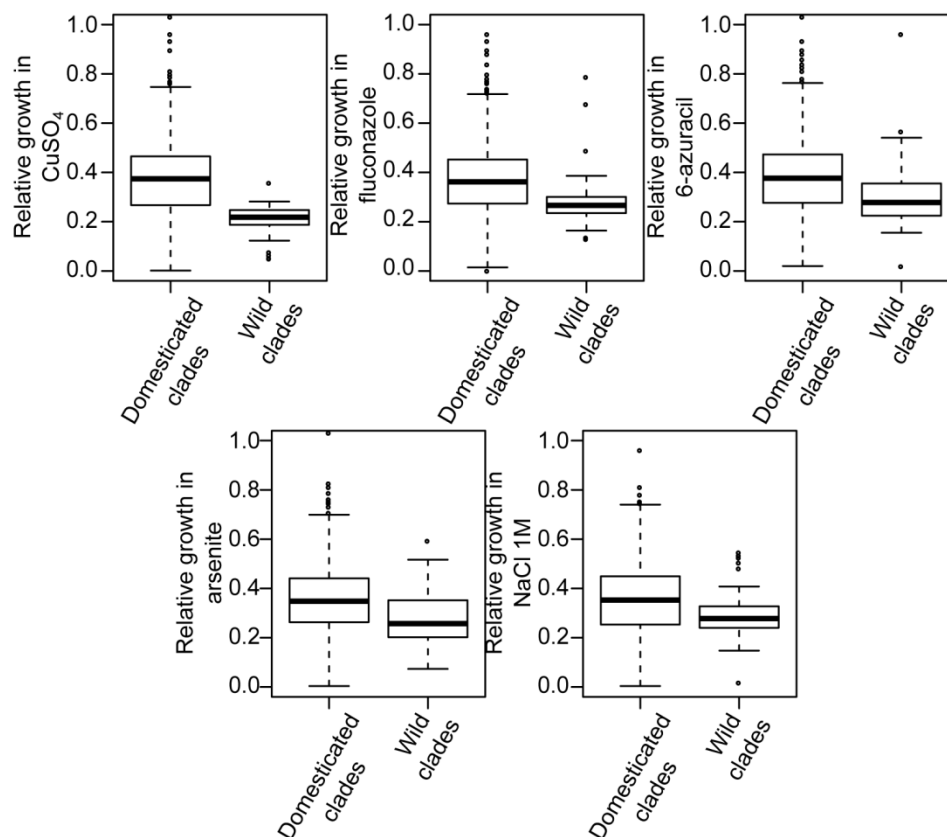 Relative growth in
CuSO₄
1.0
0.8
0.6
0.4
0.2
0.0
Domesticated
clades
Wild
clades
Relative growth in
fluconazole
1.0
0.8
0.6
0.4
0.2
0.0
Domesticated
clades
Wild
clades
Relative growth in
6-azuracil
1.0
0.8
0.6
0.4
0.2
0.0
Domesticated
clades
Wild
clades
Relative growth in
arsenite
1.0
0.8
0.6
0.4
0.2
0.0
Domesticated
clades
Wild
clades
Relative growth in
NaCl 1M
1.0
0.8
0.6
0.4
0.2
0.0
Domesticated
clades
Wild
clades